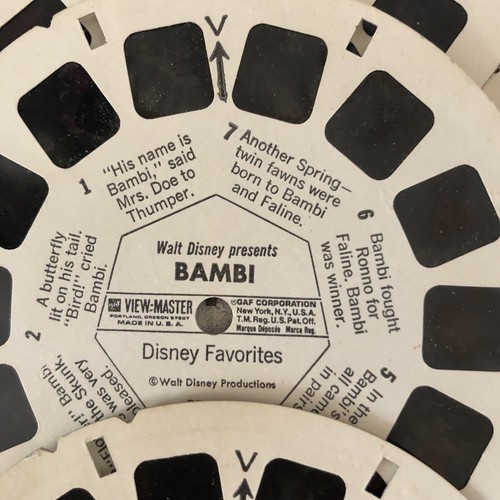 Walt Disney presents
BAMBI
VIEW-MASTER
PORTLAND, OREGON 97207
MADE IN U.S.A.
©GAF CORPORATION
New York, N.Y., U.S.A.
T.M. Reg. U.S. Pat. Off.
Marque Déposée Marca Reg.
Disney Favorites
©Walt Disney Productions
1 "His name is
Bambi," said
Mrs. Doe to
Thumper.
2 A butterfly
lit on his tail.
"Bird!" cried
Bambi.
Bambi
the Skunk,
was very
pleased.
5 In the
Bambi's
all came
in pairs
6 Bambi fought
Ronno for
Faline. Bambi
was winner.
7 Another Spring—
twin fawns were
born to Bambi
and Faline.
V
V